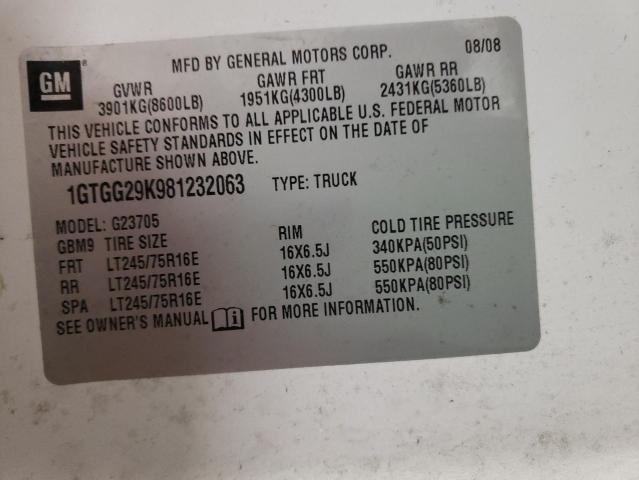 GM ®
MFD BY GENERAL MOTORS CORP. 08/08
GVWR GAWR FRT GAWR RR
3901KG(8600LB) 1951KG(4300LB) 2431KG(5360LB)
THIS VEHICLE CONFORMS TO ALL APPLICABLE U.S. FEDERAL MOTOR
VEHICLE SAFETY STANDARDS IN EFFECT ON THE DATE OF
MANUFACTURE SHOWN ABOVE.
1GTGG29K981232063 TYPE: TRUCK
MODEL: G23705
GBM9 TIRE SIZE RIM COLD TIRE PRESSURE
FRT LT245/75R16E 16X6.5J 340KPA(50PSI)
RR LT245/75R16E 16X6.5J 550KPA(80PSI)
SPA LT245/75R16E 16X6.5J 550KPA(80PSI)
SEE OWNER'S MANUAL FOR MORE INFORMATION.